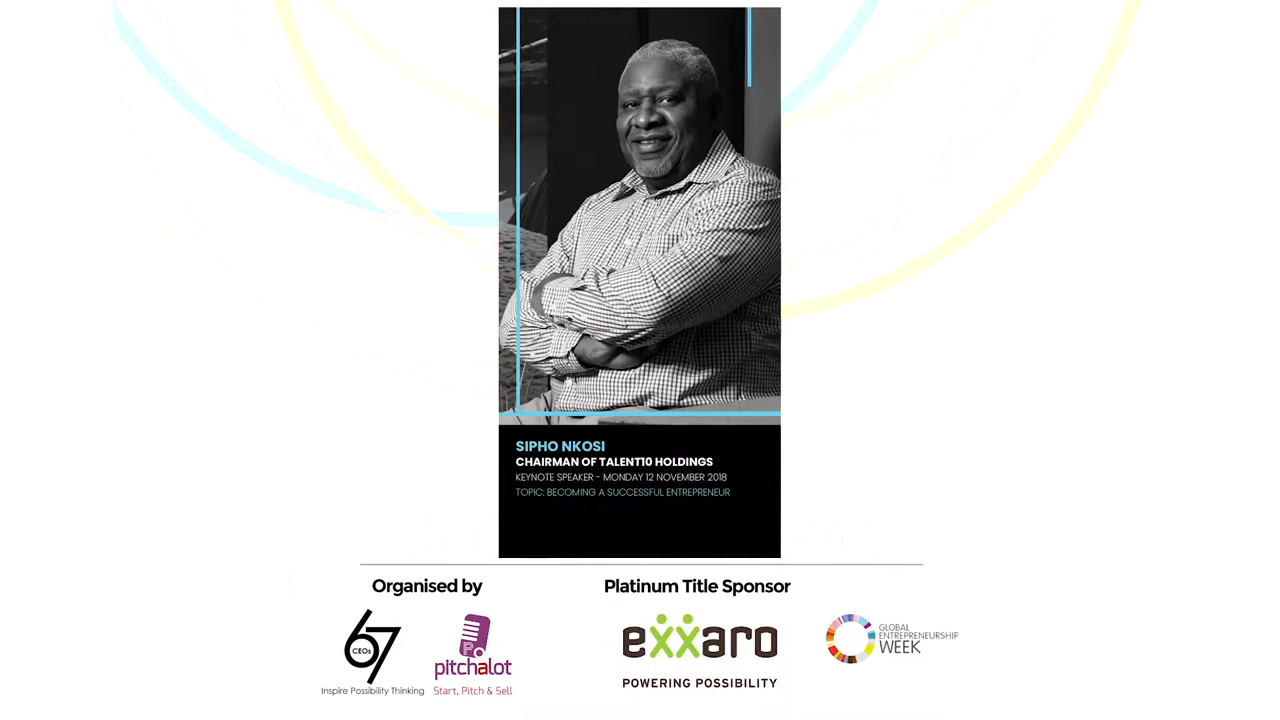 SIPHO NKOSI
CHAIRMAN OF TALENT10 HOLDINGS
KEYNOTE SPEAKER - MONDAY 12 NOVEMBER 2018
TOPIC: BECOMING A SUCCESSFUL ENTREPRENEUR
Organised by
67
CEOs
Inspire Possibility Thinking
P
pitchalot
Start, Pitch & Sell
Platinum Title Sponsor
exxaro
POWERING POSSIBILITY
GLOBAL
ENTREPRENEURSHIP
WEEK